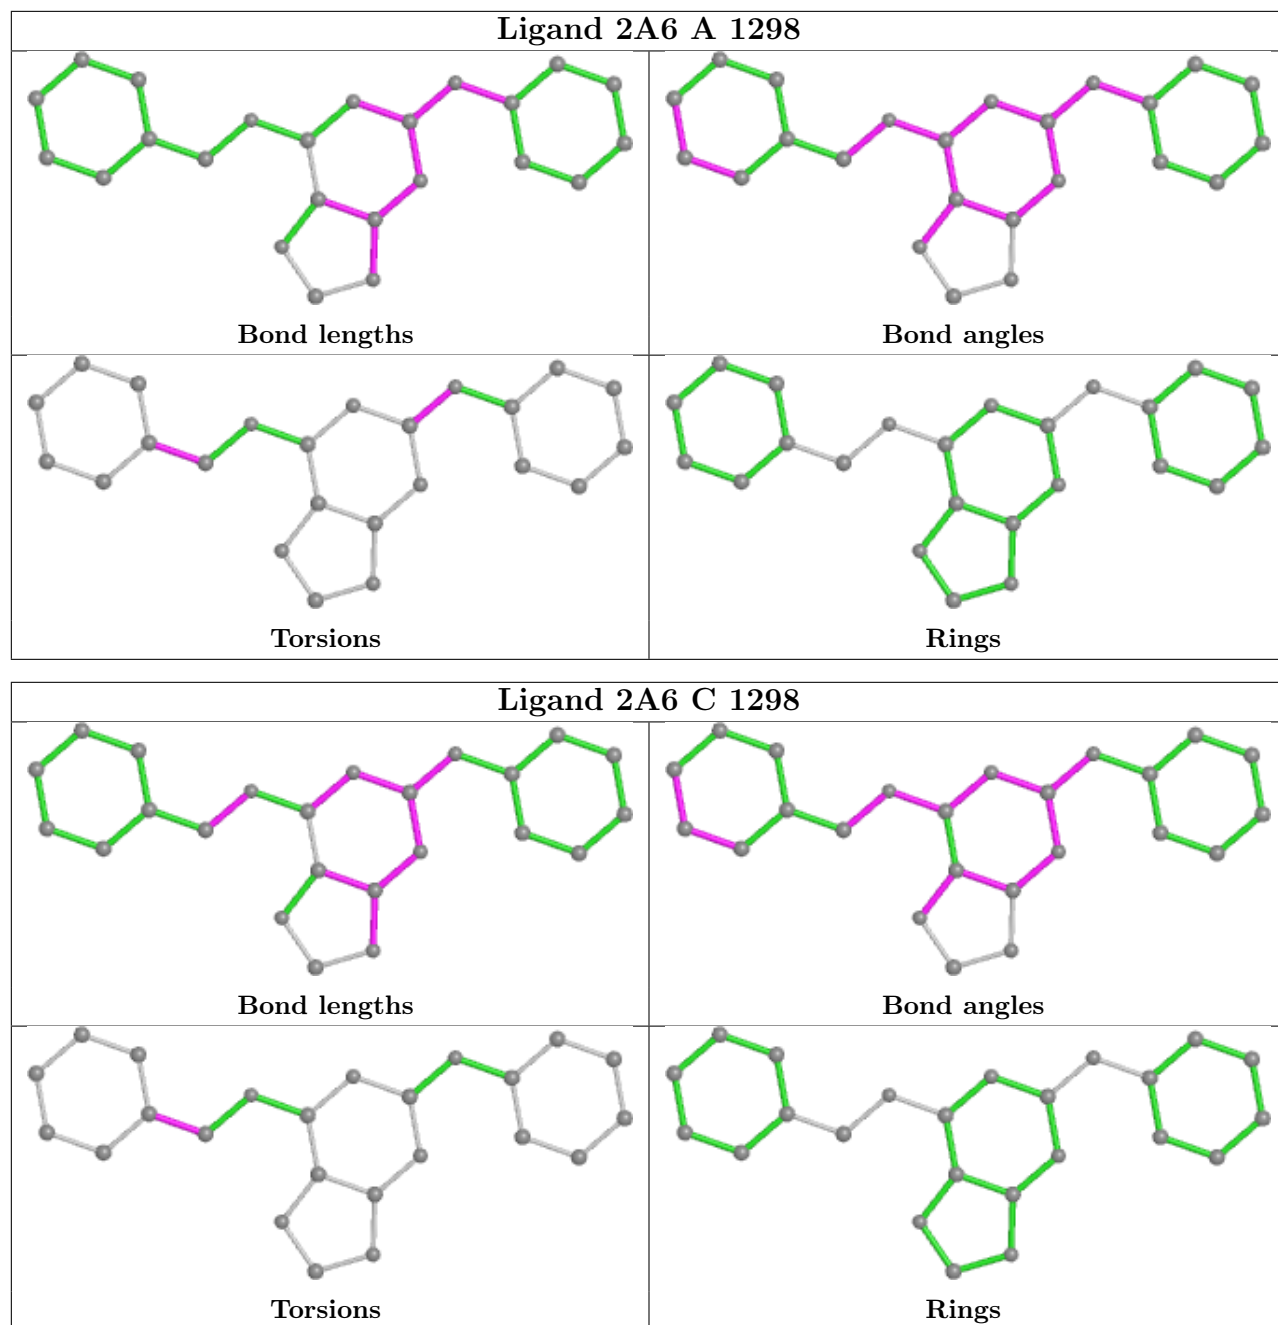 Ligand 2A6 A 1298
Bond lengths
Bond angles
Torsions
Rings
Ligand 2A6 C 1298
Bond lengths
Bond angles
Torsions
Rings